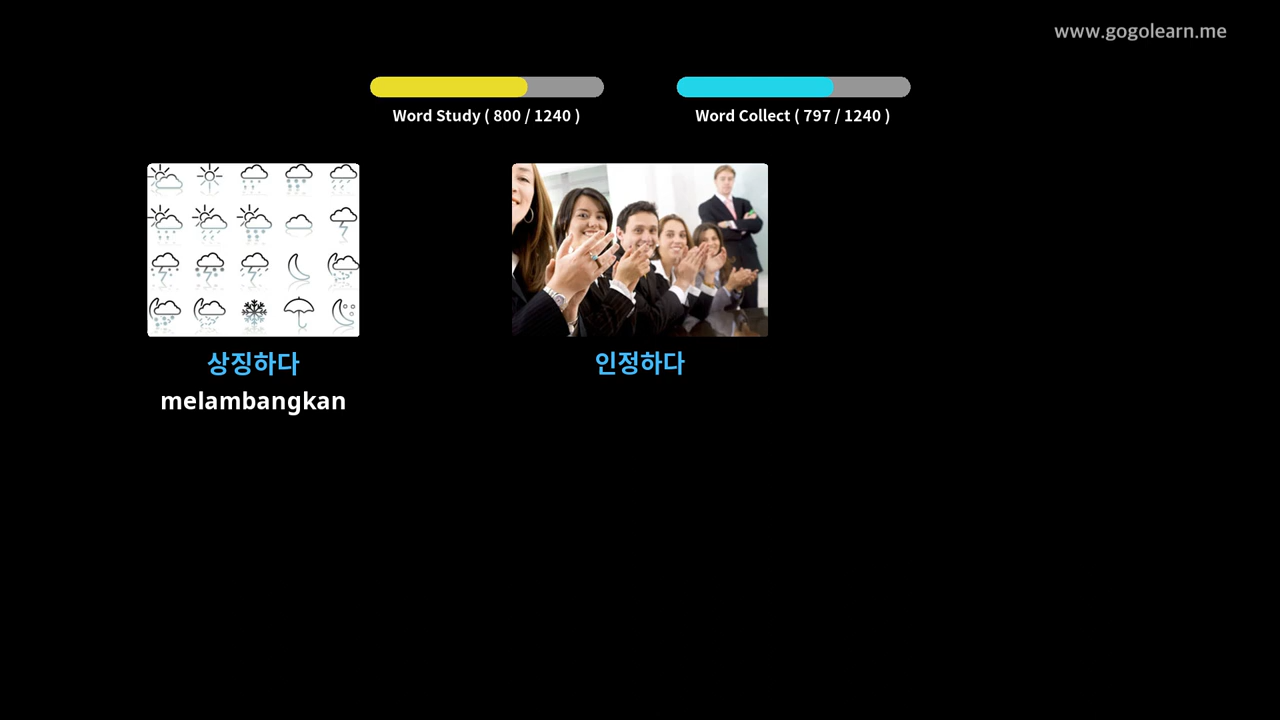 www.gogolearn.me
Word Study ( 800 / 1240 )
Word Collect ( 797 / 1240 )
상징하다
melambangkan
인정하다